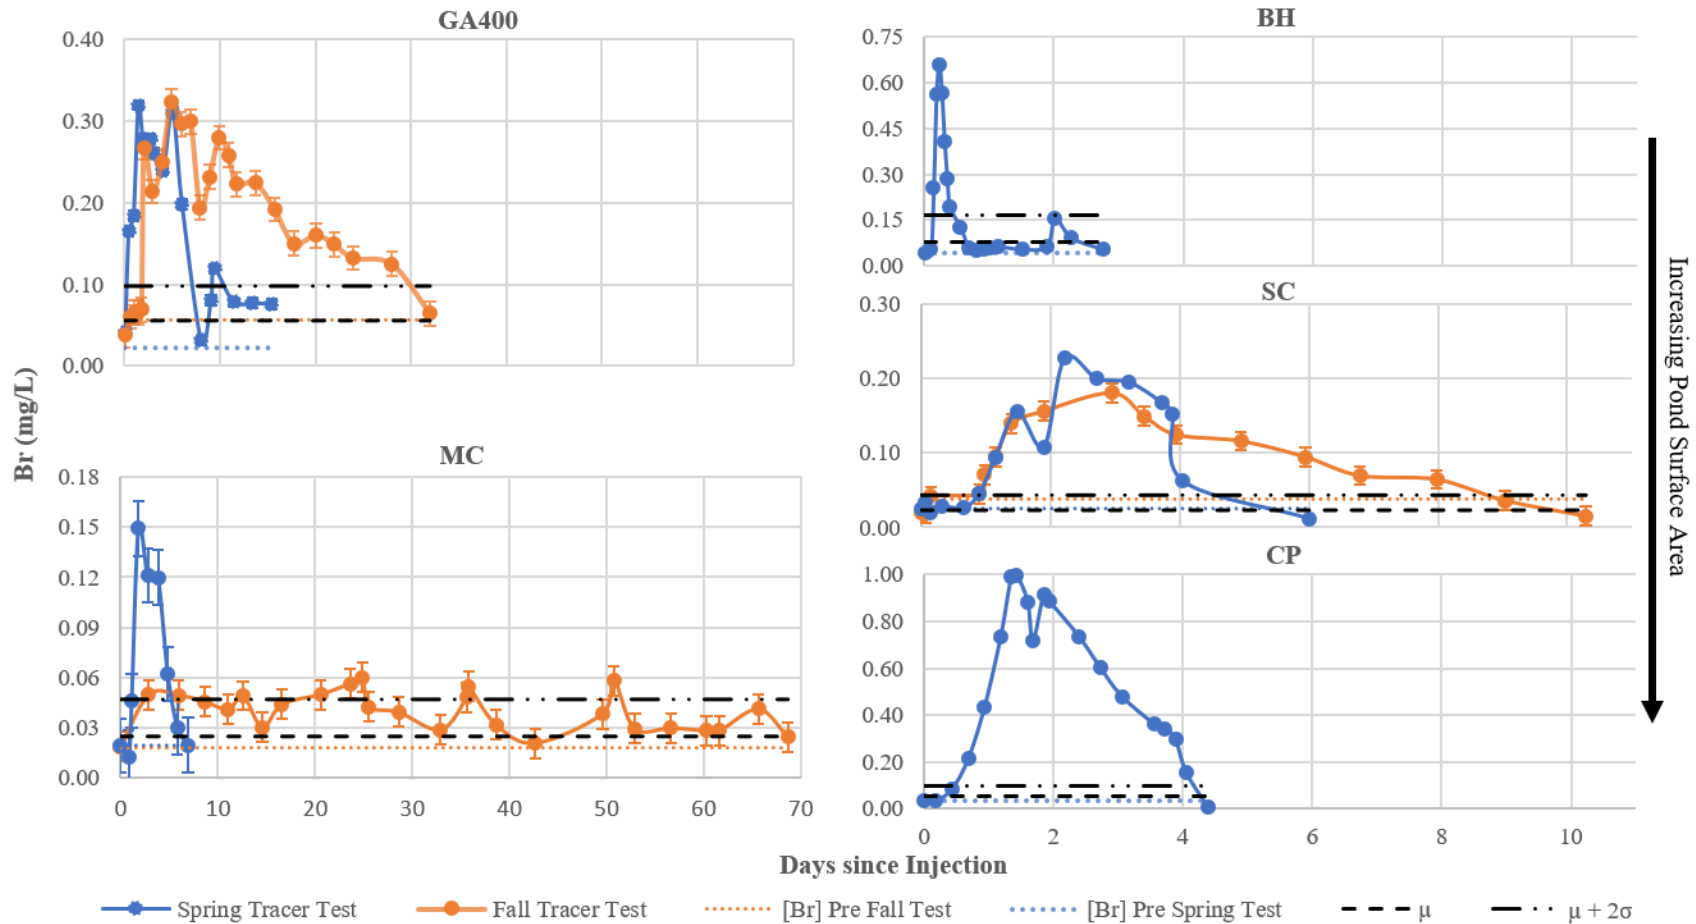 GA400
0.40
0.30
0.20
0.10
0.00
MC
0.18
0.15
0.12
0.09
0.06
0.03
0.00
0 10 20 30 40 50 60 70
Br (mg/L)
BH
0.75
0.60
0.45
0.30
0.15
0.00
SC
0.30
0.20
0.10
0.00
CP
1.00
0.80
0.60
0.40
0.20
0.00
0 2 4 6 8 10
Increasing Pond Surface Area
Days since Injection
Spring Tracer Test Fall Tracer Test [Br] Pre Fall Test [Br] Pre Spring Test μ μ + 2σ